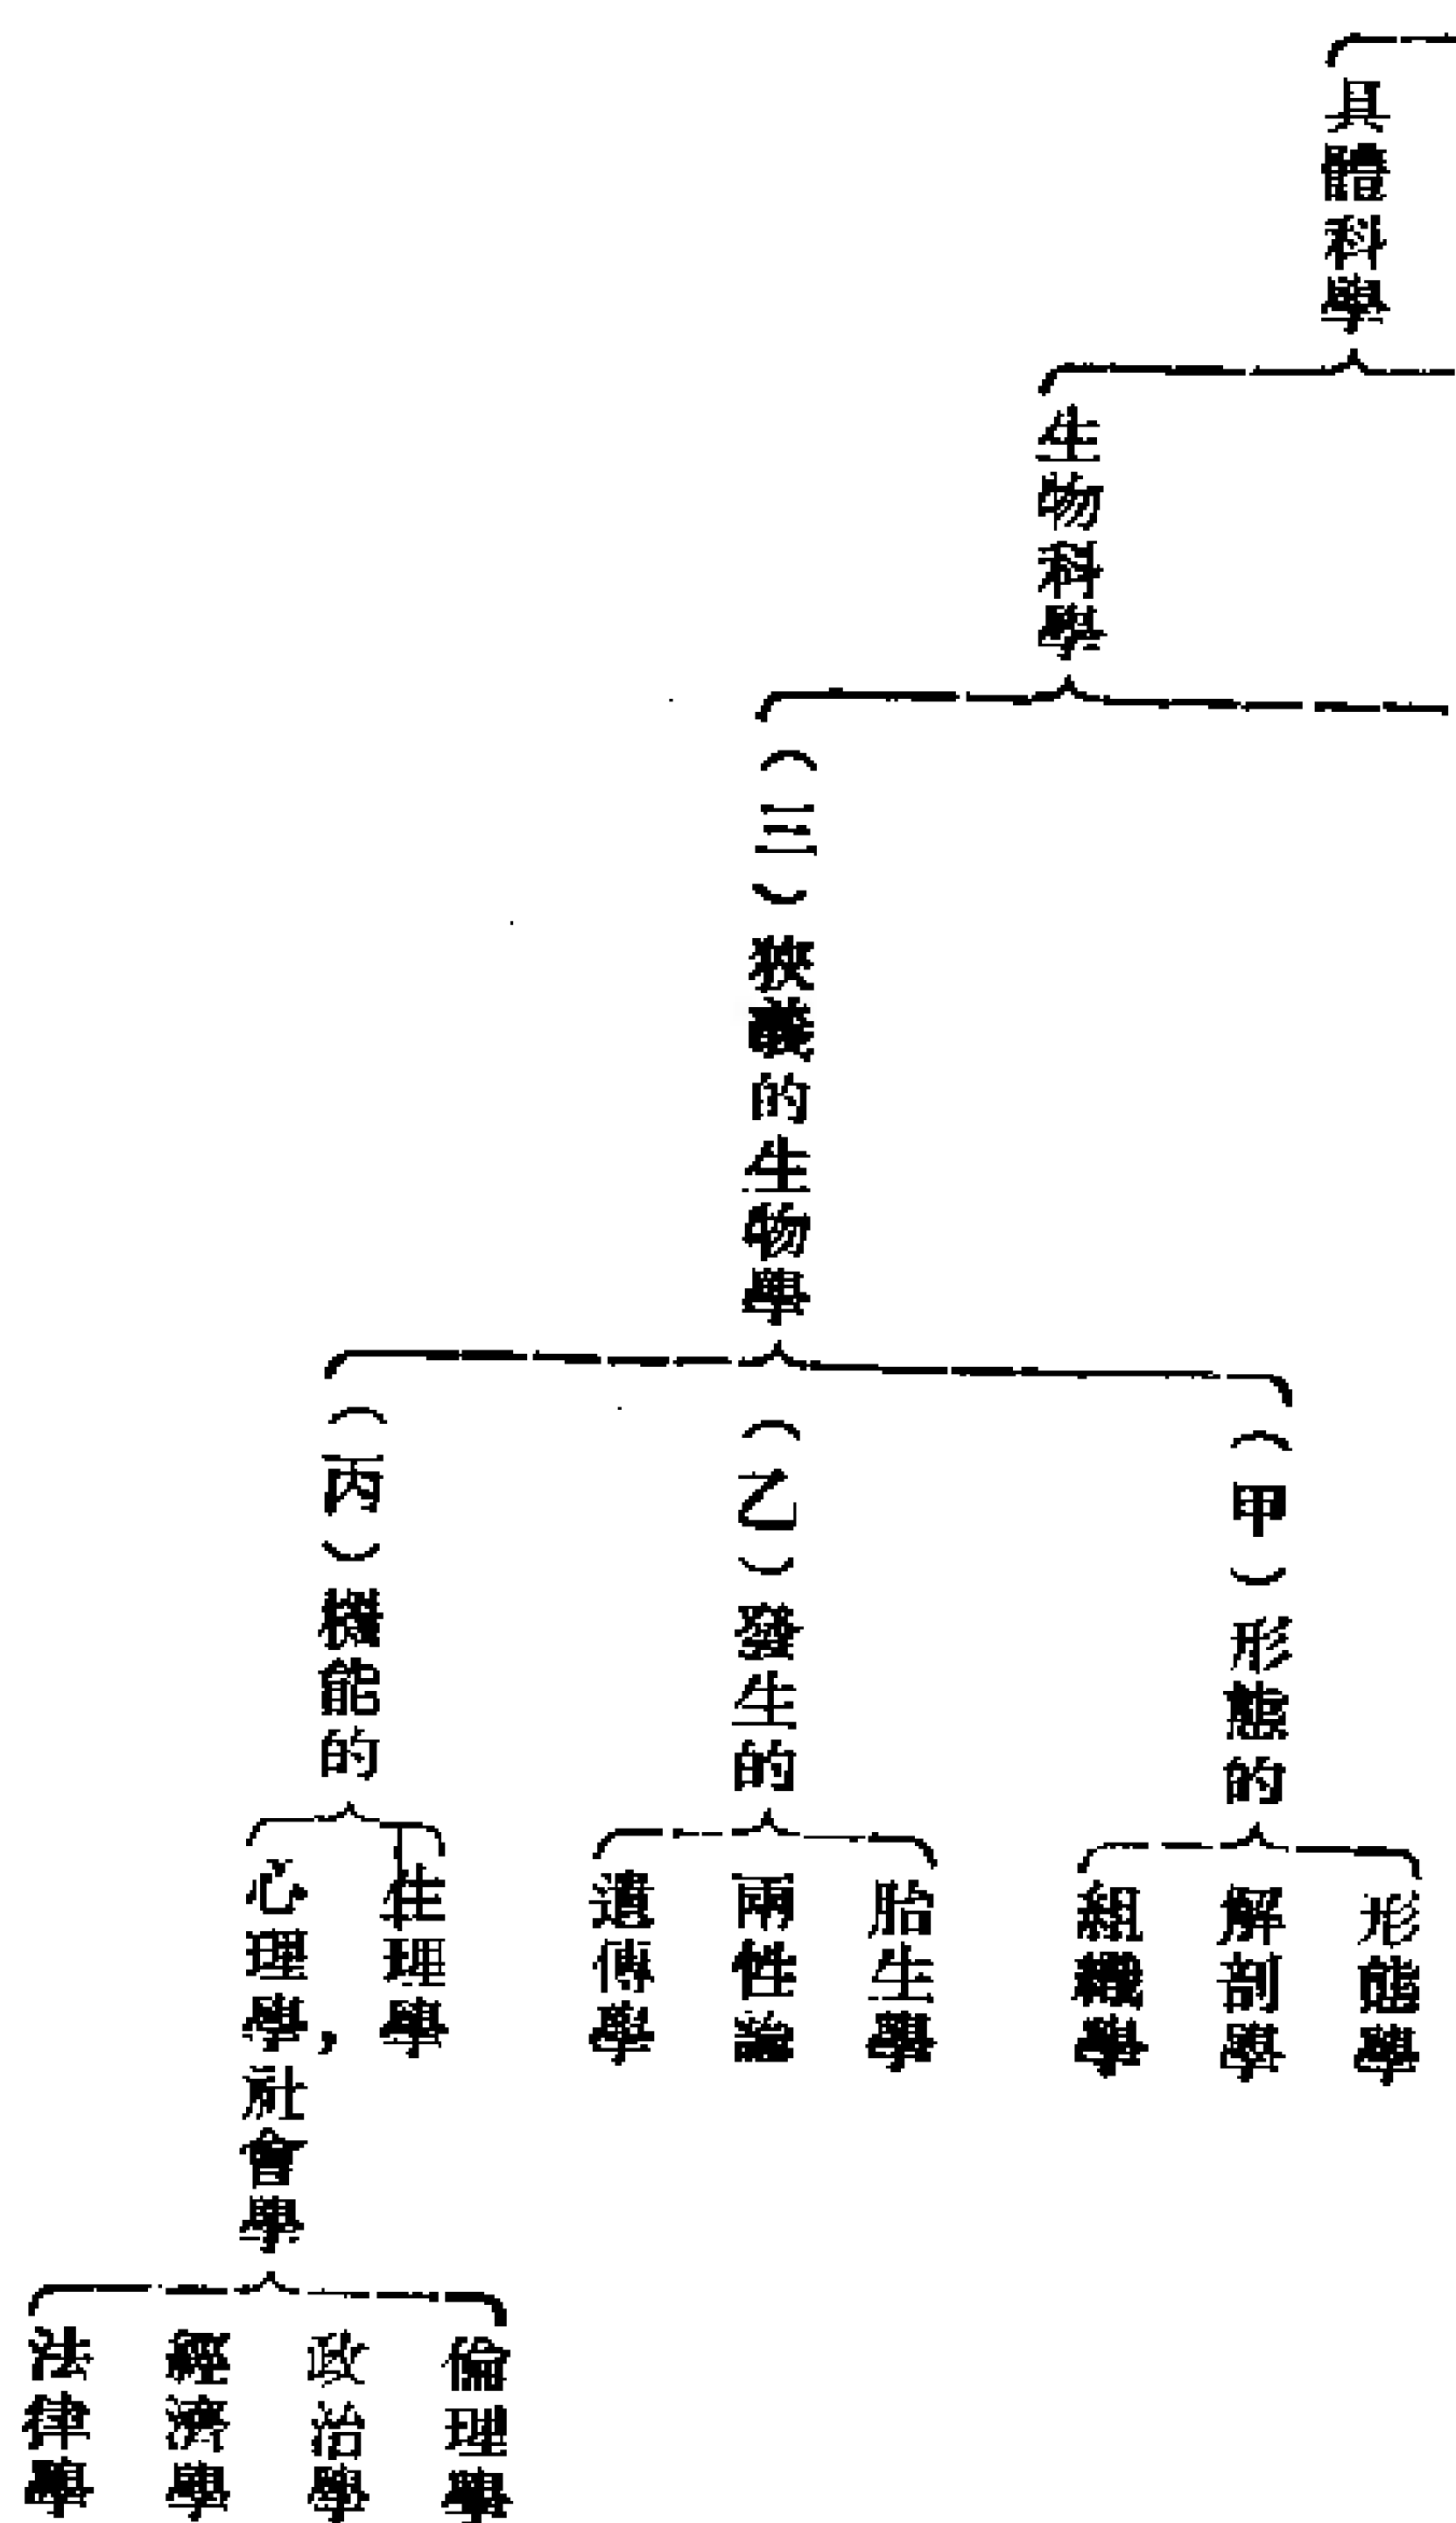 具體科學
生物科學
(三)狹義的生物學
(甲)形態的
形態學
解剖學
組織學
(乙)發生的
胎生學
兩性論
遺傳學
(丙)機能的
生理學
心理學,社會學
倫理學
政治學
經濟學
法律學